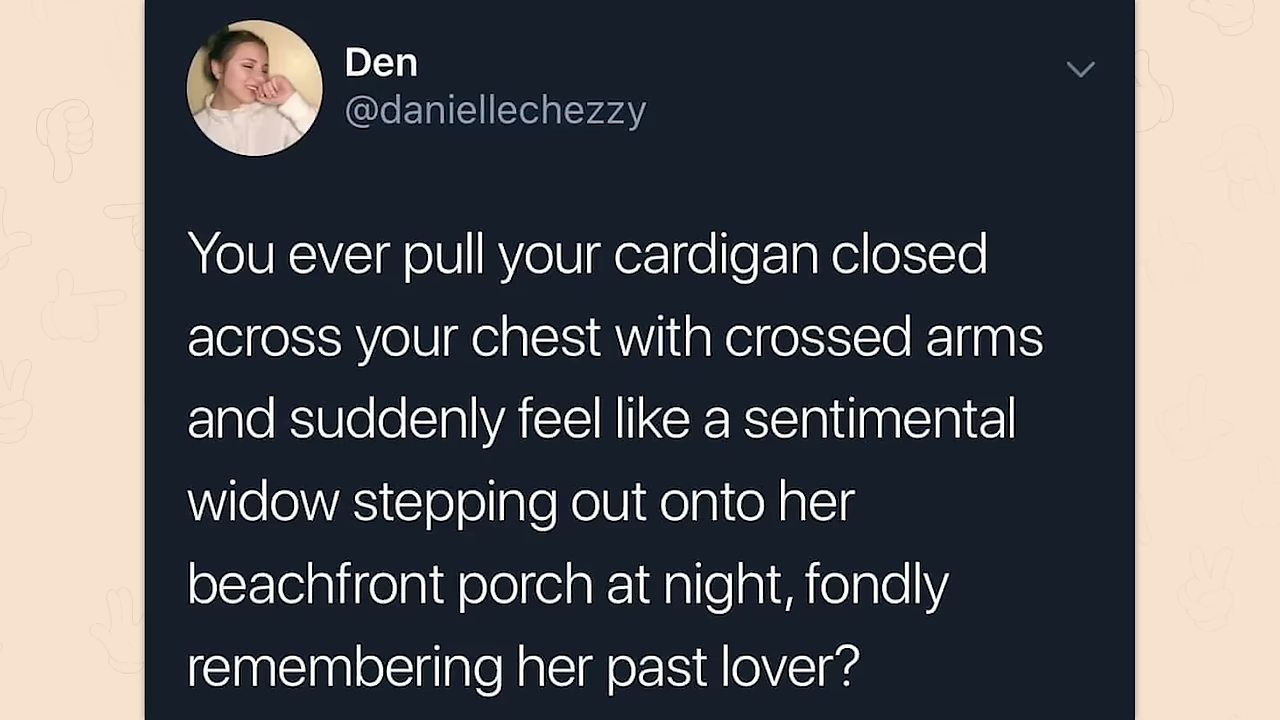 Den
@daniellechezzy
You ever pull your cardigan closed
across your chest with crossed arms
and suddenly feel like a sentimental
widow stepping out onto her
beachfront porch at night, fondly
remembering her past lover?